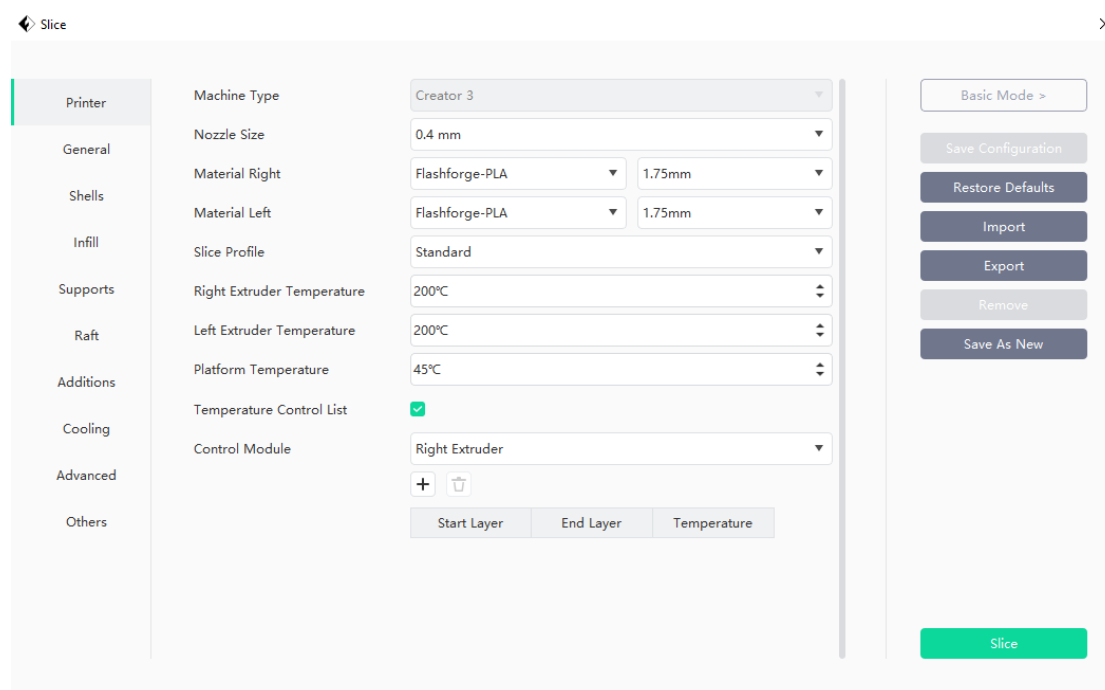 Slice
Printer
General
Shells
Infill
Supports
Raft
Additions
Cooling
Advanced
Others
Machine Type Creator 3
Nozzle Size 0.4 mm
Material Right Flashforge-PLA 1.75mm
Material Left Flashforge-PLA 1.75mm
Slice Profile Standard
Right Extruder Temperature 200℃
Left Extruder Temperature 200℃
Platform Temperature 45℃
Temperature Control List
Control Module Right Extruder
Start Layer End Layer Temperature
Basic Mode >
Save Configuration
Restore Defaults
Import
Export
Remove
Save As New
Slice